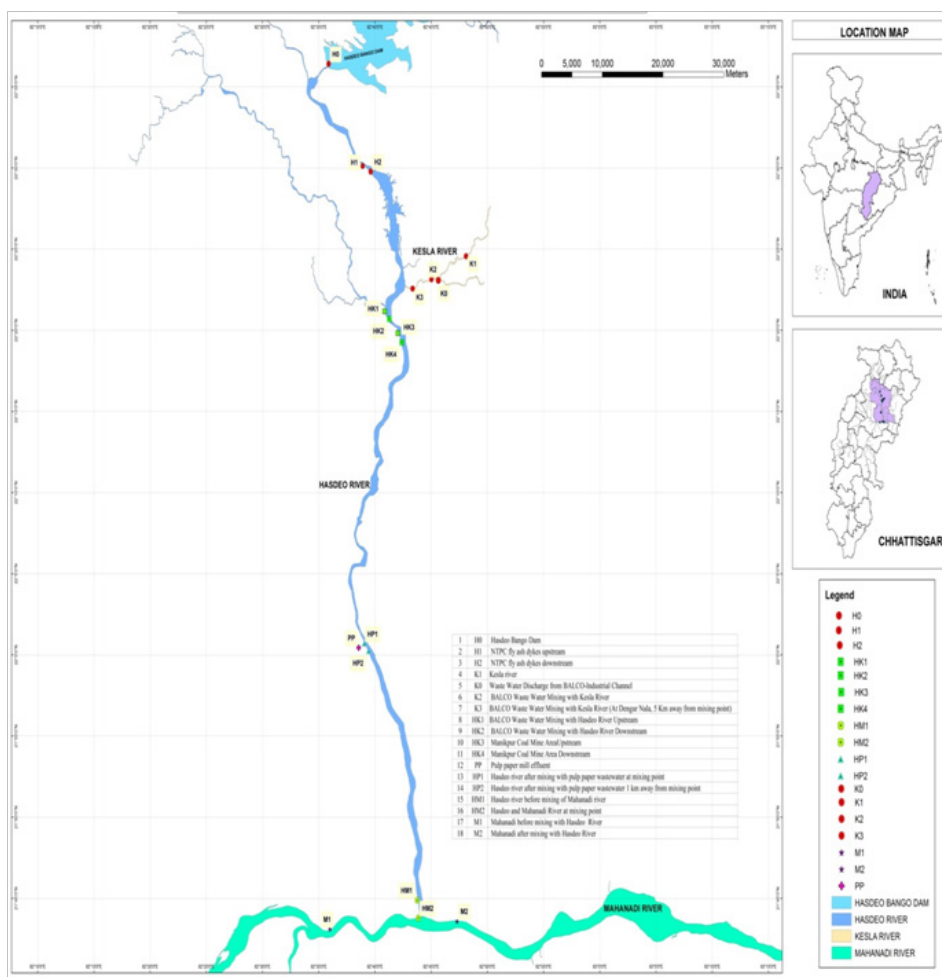 LOCATION MAP
HASDEO BANGO DAM
H0
0 5,000 10,000 20,000 30,000
Meters
H1
H2
KESLA RIVER
K1
K2
K0
K3
HK1
HK2
HK3
HK4
INDIA
HASDEO RIVER
CHHATTISGAR
PP
HP1
HP2
1 H0 Hasdeo Bango Dam
2 H1 NTPC fly ash dykes upstream
3 H2 NTPC fly ash dykes downstream
4 K1 Kesla river
5 K0 Waste Water Discharge from BALCO-Industrial Channel
6 K2 BALCO Waste Water Mixing with Kesla River
7 K3 BALCO Waste Water Mixing with Kesla River (At Dengur Nala, 5 Km away from mixing point)
8 HK1 BALCO Waste Water Mixing with Hasdeo River Upstream
9 HK2 BALCO Waste Water Mixing with Hasdeo River Downstream
10 HK3 Manikpur Coal Mine AreaUpstream
11 HK4 Manikpur Coal Mine Area Downstream
12 PP Pulp paper mill effluent
13 HP1 Hasdeo river after mixing with pulp paper wastewater at mixing point
14 HP2 Hasdeo river after mixing with pulp paper wastewater 1 km away from mixing point
15 HM1 Hasdeo river before mixing of Mahanadi river
16 HM2 Hasdeo and Mahanadi River at mixing point
17 M1 Mahanadi before mixing with Hasdeo River
18 M2 Mahanadi after mixing with Hasdeo River
HM1
HM2
M1
M2
MAHANADI RIVER
Legend
H0
H1
H2
HK1
HK2
HK3
HK4
HM1
HM2
HP1
HP2
K0
K1
K2
K3
M1
M2
PP
HASDEO BANGO DAM
HASDEO RIVER
KESLA RIVER
MAHANADI RIVER